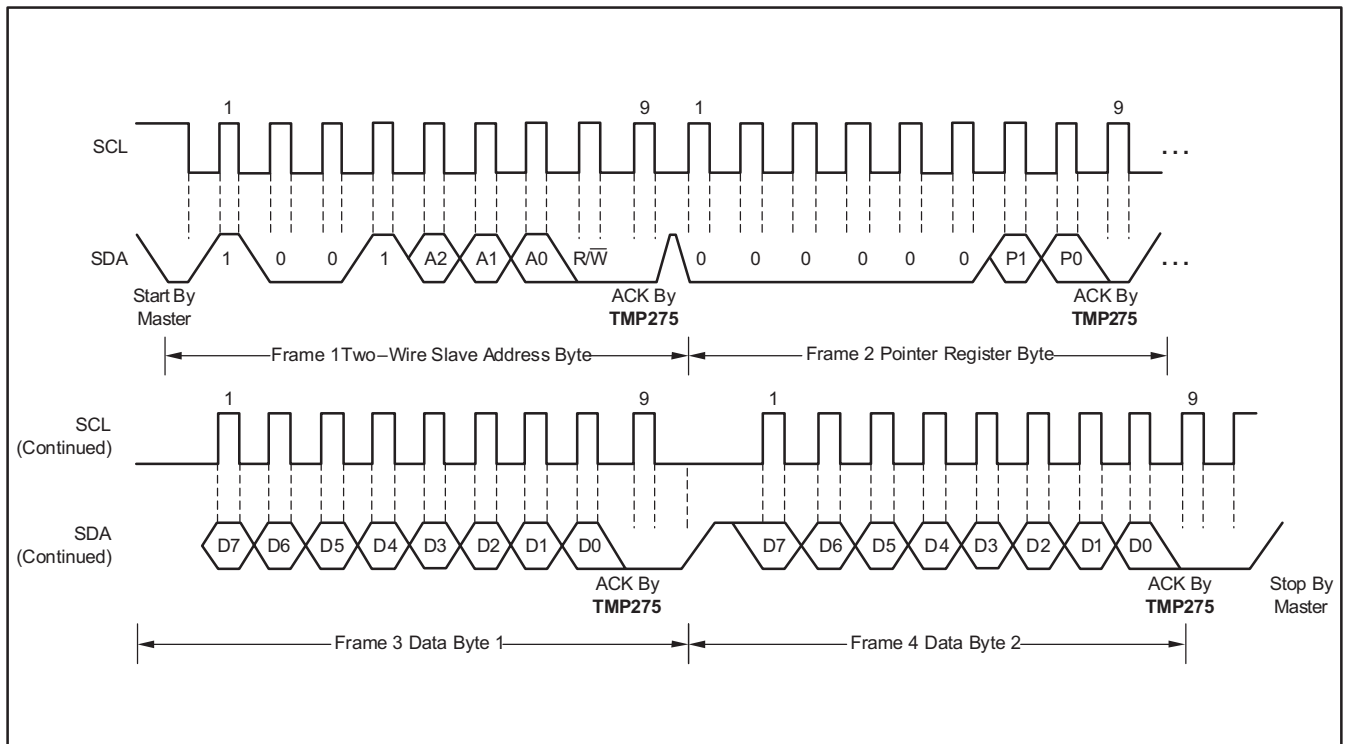 1 9 1 9
SCL
...
SDA 1 0 0 1 A2 A1 A0 R/W̅ 0 0 0 0 0 0 P1 P0 ...
Start By
Master
ACK By
TMP275
ACK By
TMP275
Frame 1Two–Wire Slave Address Byte
Frame 2 Pointer Register Byte
1 9 1 9
SCL
(Continued)
SDA
(Continued)
D7 D6 D5 D4 D3 D2 D1 D0 D7 D6 D5 D4 D3 D2 D1 D0
ACK By
TMP275
ACK By
TMP275
Stop By
Master
Frame 3 Data Byte 1
Frame 4 Data Byte 2